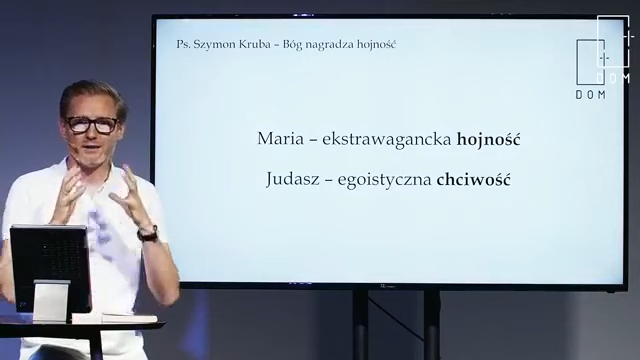 Ps. Szymon Kruba – Bóg nagradza hojność
DOM
DOM
Maria – ekstrawagancka hojność
Judasz – egoistyczna chciwość